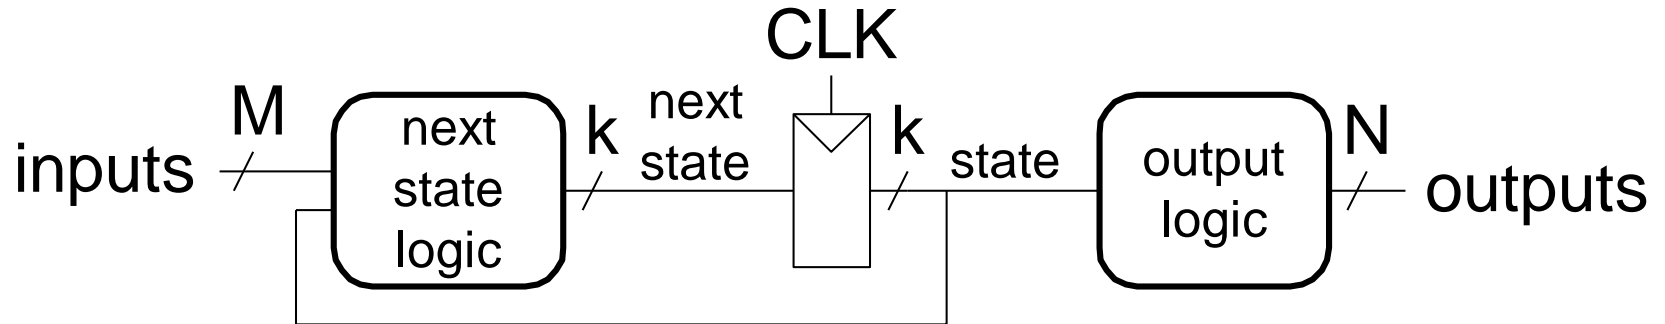 CLK
inputs
M
next
state
logic
k
next
state
k
state
output
logic
N
outputs